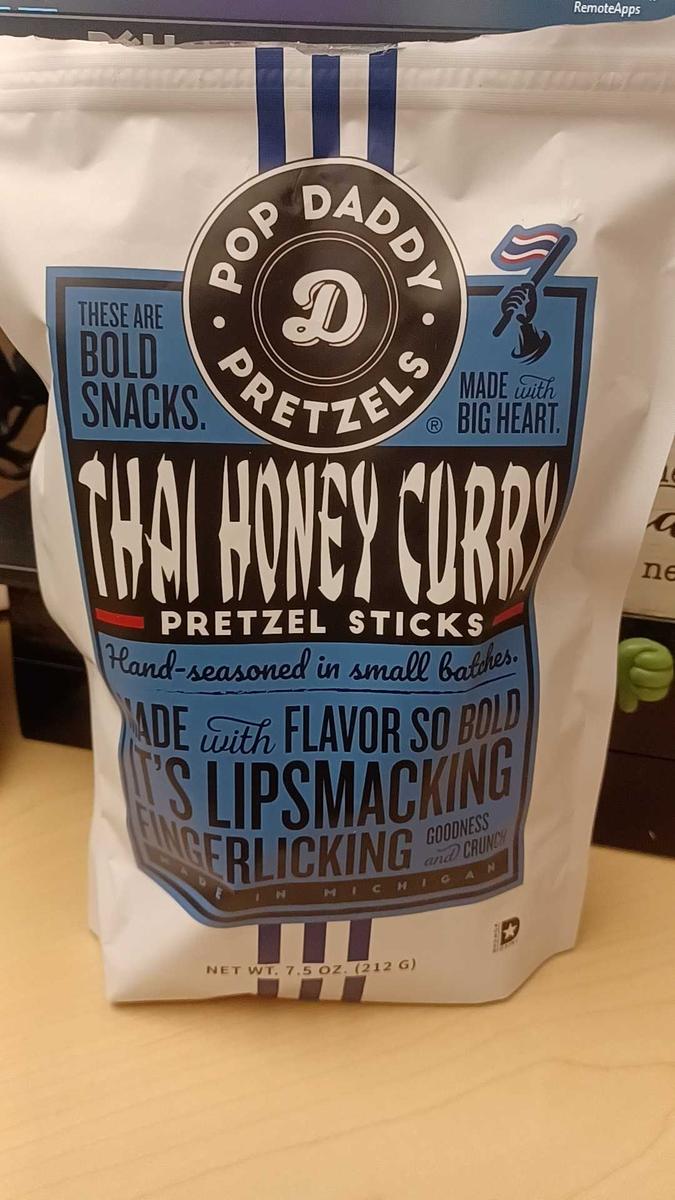 RemoteApps
POP DADDY
D
PRETZELS
®
THESE ARE
BOLD
SNACKS.
MADE with
BIG HEART.
THAI HONEY CURRY
PRETZEL STICKS
Hand-seasoned in small batches.
MADE with FLAVOR SO BOLD
IT'S LIPSMACKING
FINGERLICKING
GOODNESS
and CRUNCH
MADE IN MICHIGAN
NET WT. 7.5 OZ. (212 G)
D
ne